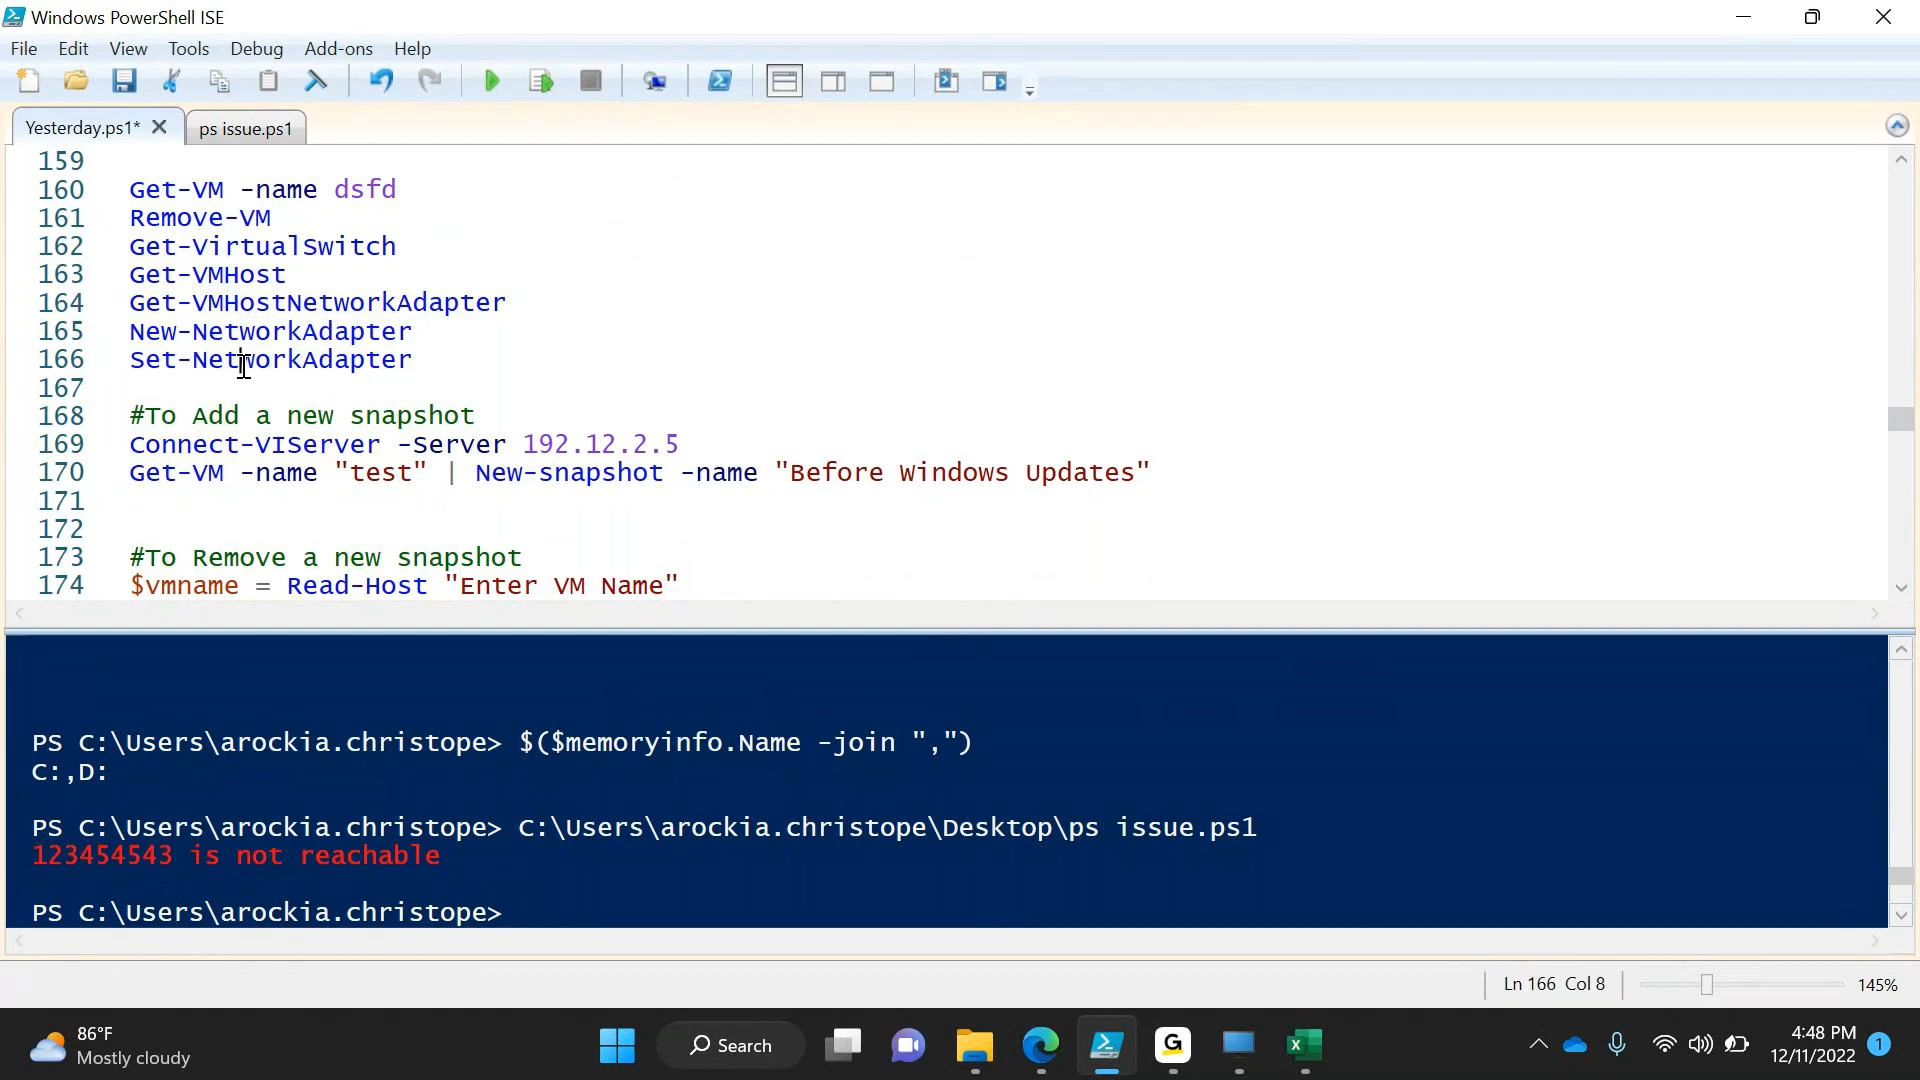 Windows PowerShell ISE
File Edit View Tools Debug Add-ons Help
Yesterday.ps1* ps issue.ps1
159
160 Get-VM -name dsfd
161 Remove-VM
162 Get-VirtualSwitch
163 Get-VMHost
164 Get-VMHostNetworkAdapter
165 New-NetworkAdapter
166 Set-NetworkAdapter
167
168 #To Add a new snapshot
169 Connect-VIServer -Server 192.12.2.5
170 Get-VM -name "test" | New-snapshot -name "Before Windows Updates"
171
172
173 #To Remove a new snapshot
174 $vmname = Read-Host "Enter VM Name"
PS C:\Users\arockia.christope> $($memoryinfo.Name -join ",")
C:,D:
PS C:\Users\arockia.christope> C:\Users\arockia.christope\Desktop\ps issue.ps1
123454543 is not reachable
PS C:\Users\arockia.christope>
Ln 166 Col 8 145%
86°F
Mostly cloudy
Search
4:48 PM
12/11/2022
1